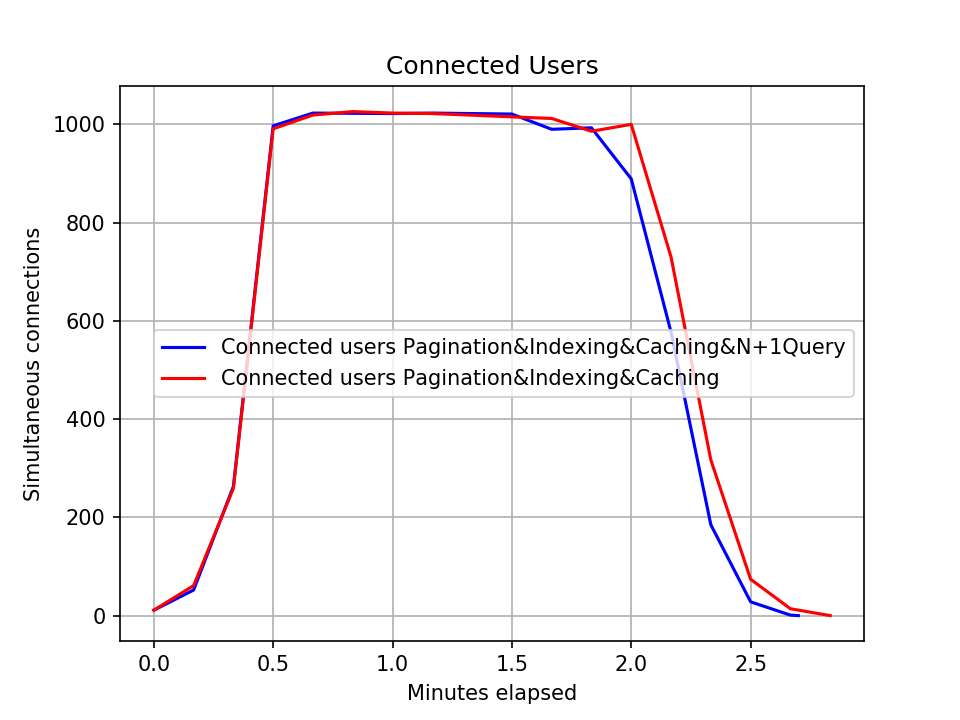 Connected Users
Simultaneous connections
1000
800
600
400
200
0
Connected users Pagination&Indexing&Caching&N+1Query
Connected users Pagination&Indexing&Caching
0.0 0.5 1.0 1.5 2.0 2.5
Minutes elapsed